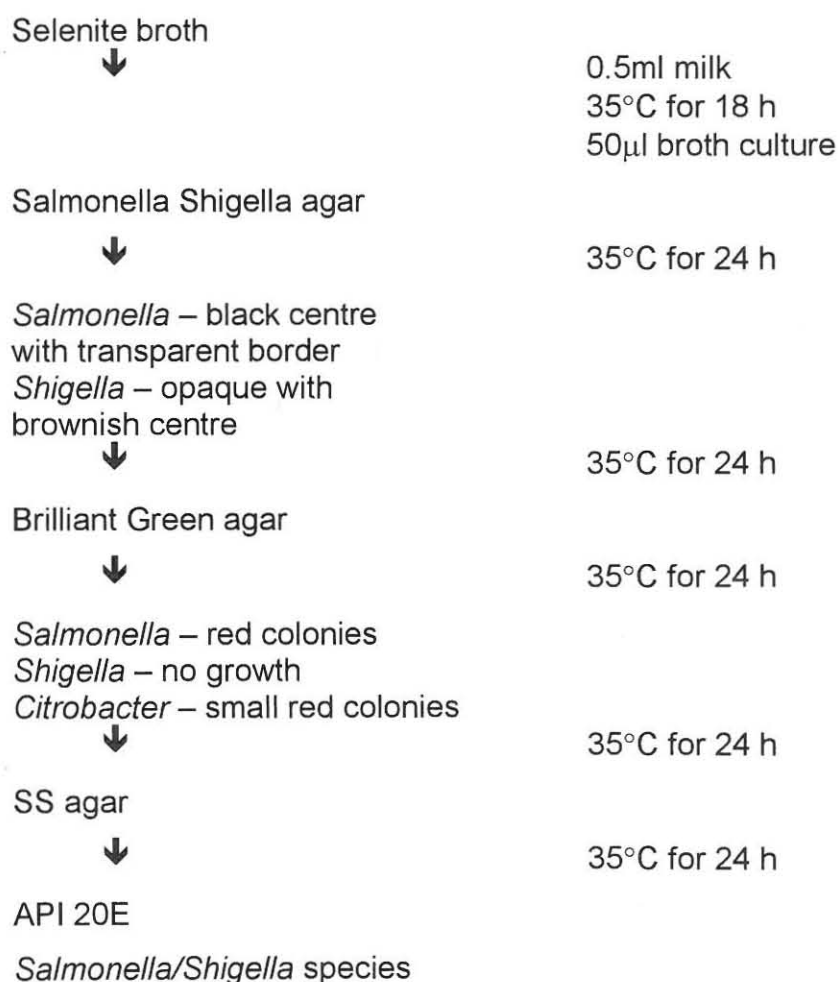 Selenite broth
↓
0.5ml milk
35°C for 18 h
50µl broth culture
Salmonella Shigella agar
↓ 35°C for 24 h
Salmonella – black centre
with transparent border
Shigella – opaque with
brownish centre
↓ 35°C for 24 h
Brilliant Green agar
↓ 35°C for 24 h
Salmonella – red colonies
Shigella – no growth
Citrobacter – small red colonies
↓ 35°C for 24 h
SS agar
↓ 35°C for 24 h
API 20E
Salmonella/Shigella species